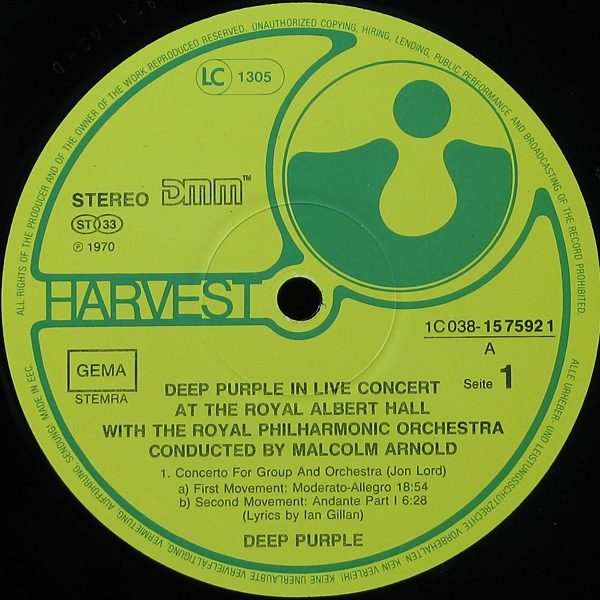 ALL RIGHTS OF THE PRODUCER AND OF THE OWNER OF THE WORK REPRODUCED RESERVED. UNAUTHORIZED COPYING, HIRING, LENDING, PUBLIC PERFORMANCE AND BROADCASTING OF THE RECORD PROHIBITED.
LC 1305
STEREO DMM™
ST 33
℗ 1970
HARVEST
1C 038-15 7592 1
A
Seite 1
GEMA
STEMRA
DEEP PURPLE IN LIVE CONCERT
AT THE ROYAL ALBERT HALL
WITH THE ROYAL PHILHARMONIC ORCHESTRA
CONDUCTED BY MALCOLM ARNOLD
1. Concerto For Group And Orchestra (Jon Lord)
a) First Movement: Moderato-Allegro 18:54
b) Second Movement: Andante Part I 6:28
(Lyrics by Ian Gillan)
DEEP PURPLE
ALLE URHEBER- UND LEISTUNGSSCHUTZRECHTE VORBEHALTEN. KEIN VERLEIH! KEINE UNERLAUBTE VERVIELFÄLTIGUNG, VERMIETUNG, AUFFÜHRUNG, SENDUNG! MADE IN EEC.